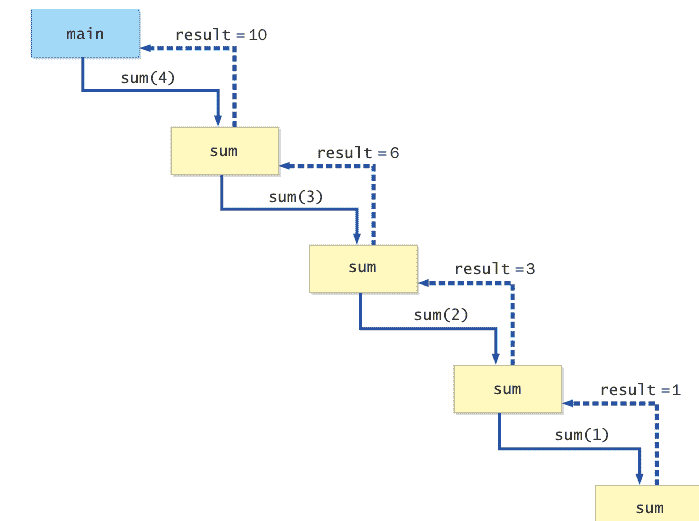 main
result = 10
sum(4)
sum
result = 6
sum(3)
sum
result = 3
sum(2)
sum
result = 1
sum(1)
sum